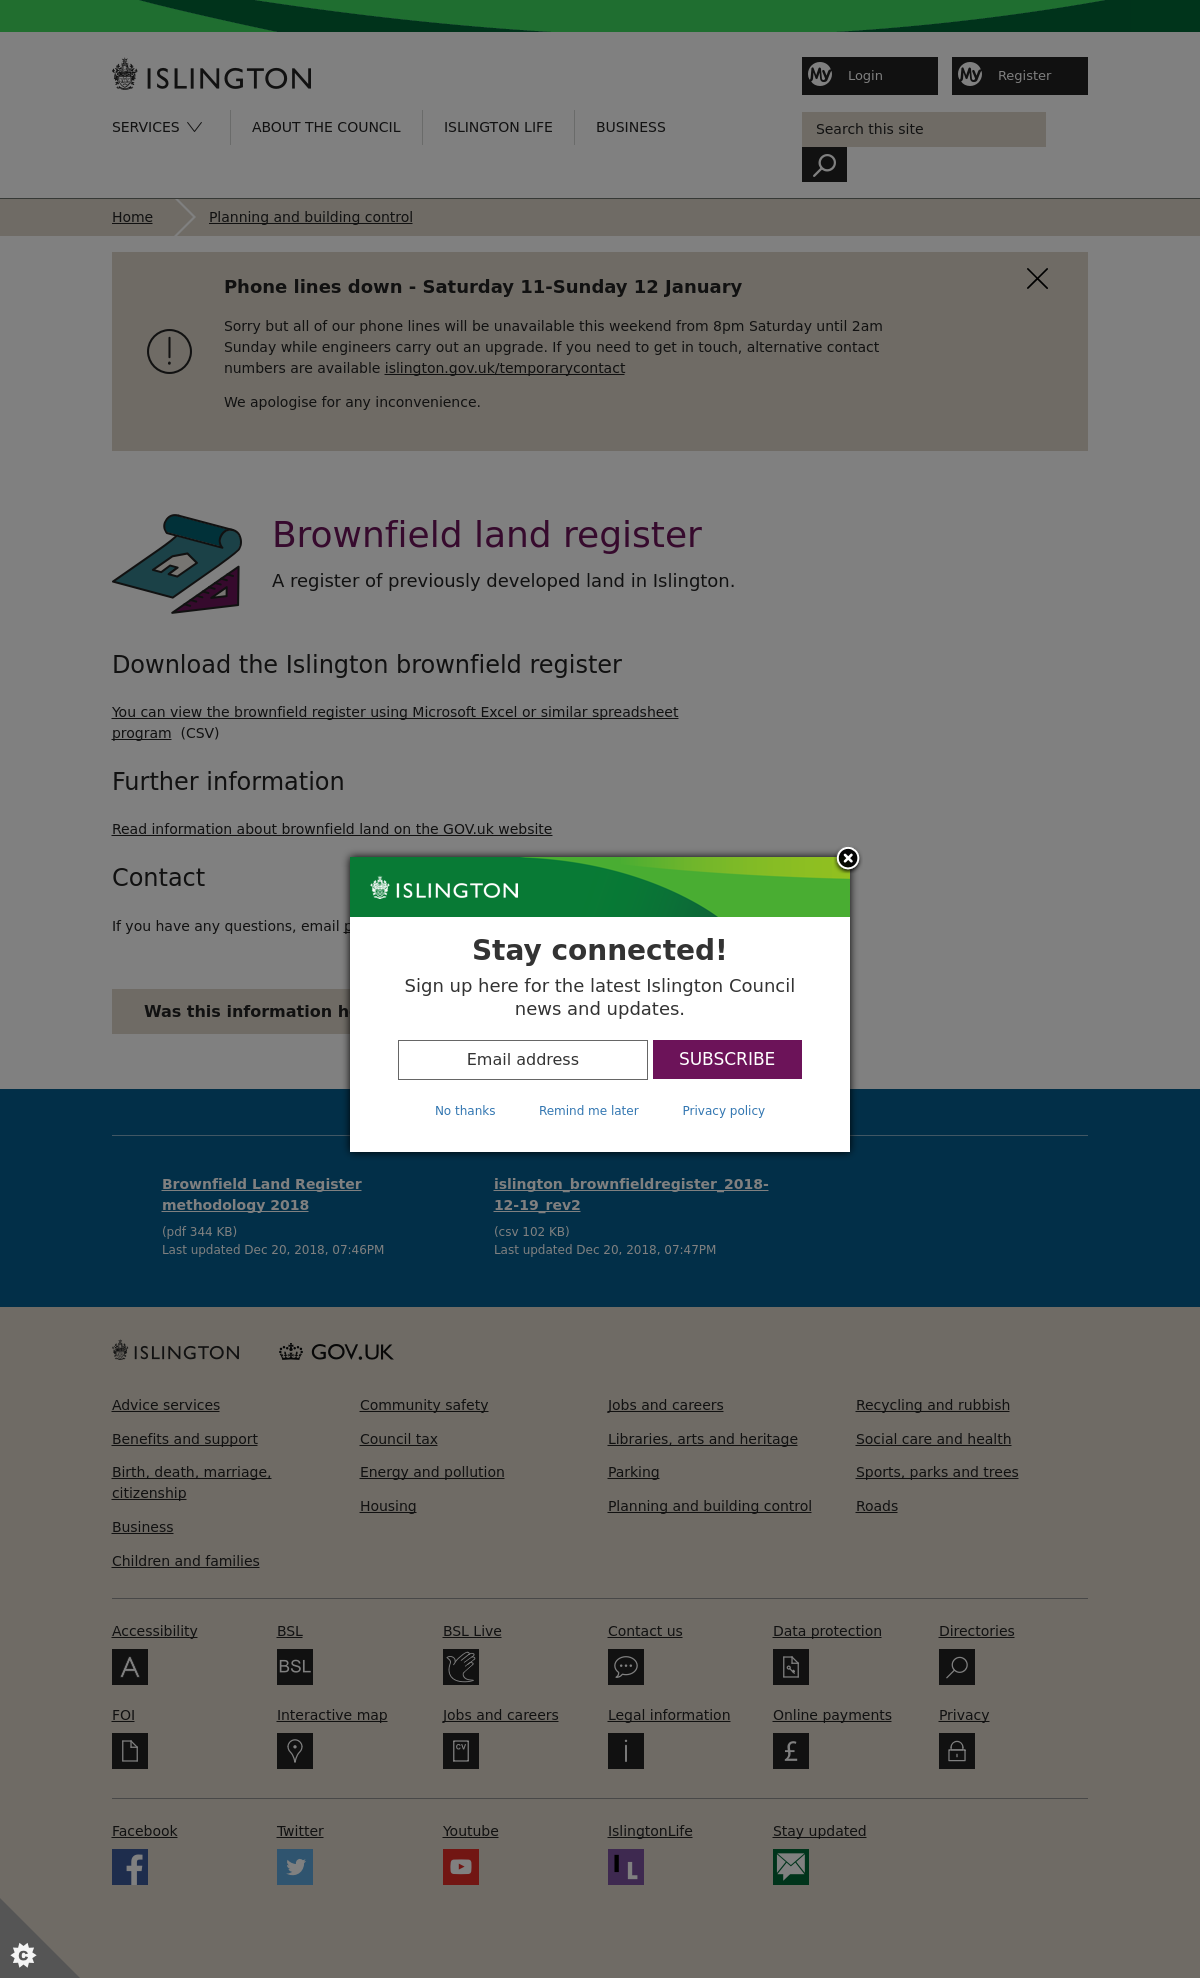 ISLINGTON
My Login
My Register
SERVICES
ABOUT THE COUNCIL
ISLINGTON LIFE
BUSINESS
Search this site
Home
Planning and building control
Phone lines down - Saturday 11-Sunday 12 January
Sorry but all of our phone lines will be unavailable this weekend from 8pm Saturday until 2am
Sunday while engineers carry out an upgrade. If you need to get in touch, alternative contact
numbers are available islington.gov.uk/temporarycontact
We apologise for any inconvenience.
Brownfield land register
A register of previously developed land in Islington.
Download the Islington brownfield register
You can view the brownfield register using Microsoft Excel or similar spreadsheet
program (CSV)
Further information
Read information about brownfield land on the GOV.uk website
Contact
If you have any questions, email
Was this information
ISLINGTON
Stay connected!
Sign up here for the latest Islington Council
news and updates.
Email address
SUBSCRIBE
No thanks
Remind me later
Privacy policy
Brownfield Land Register
methodology 2018
(pdf 344 KB)
Last updated Dec 20, 2018, 07:46PM
islington_brownfieldregister_2018-
12-19_rev2
(csv 102 KB)
Last updated Dec 20, 2018, 07:47PM
ISLINGTON
GOV.UK
Advice services
Benefits and support
Birth, death, marriage,
citizenship
Business
Children and families
Community safety
Council tax
Energy and pollution
Housing
Jobs and careers
Libraries, arts and heritage
Parking
Planning and building control
Recycling and rubbish
Social care and health
Sports, parks and trees
Roads
Accessibility
A
BSL
BSL
BSL Live
Contact us
Data protection
Directories
FOI
Interactive map
Jobs and careers
CV
Legal information
i
Online payments
£
Privacy
Facebook
f
Twitter
Youtube
IslingtonLife
IL
Stay updated
C